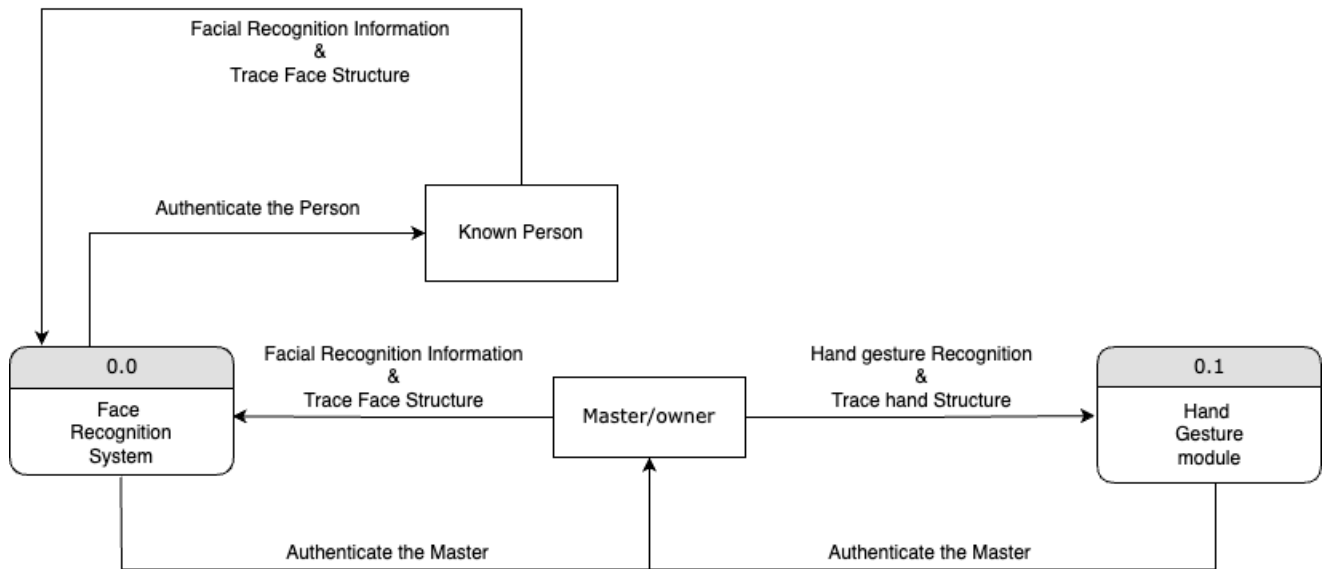 Facial Recognition Information
&
Trace Face Structure
Authenticate the Person
Known Person
0.0
Face
Recognition
System
Facial Recognition Information
&
Trace Face Structure
Master/owner
Hand gesture Recognition
&
Trace hand Structure
0.1
Hand
Gesture
module
Authenticate the Master
Authenticate the Master